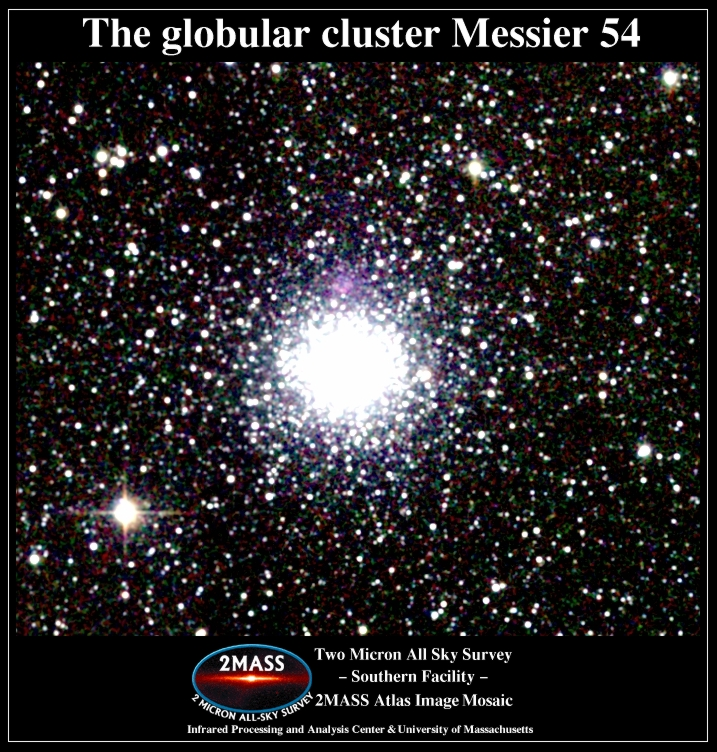 The globular cluster Messier 54
2MASS
2 MICRON ALL-SKY SURVEY
Two Micron All Sky Survey
– Southern Facility –
2MASS Atlas Image Mosaic
Infrared Processing and Analysis Center & University of Massachusetts